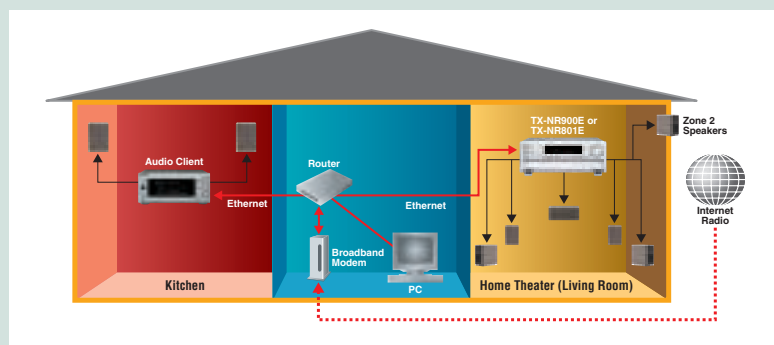 TX-NR900E or
TX-NR801E
Zone 2
Speakers
Audio Client
Router
Ethernet
Ethernet
Internet
Radio
Broadband
Modem
PC
Kitchen
Home Theater (Living Room)